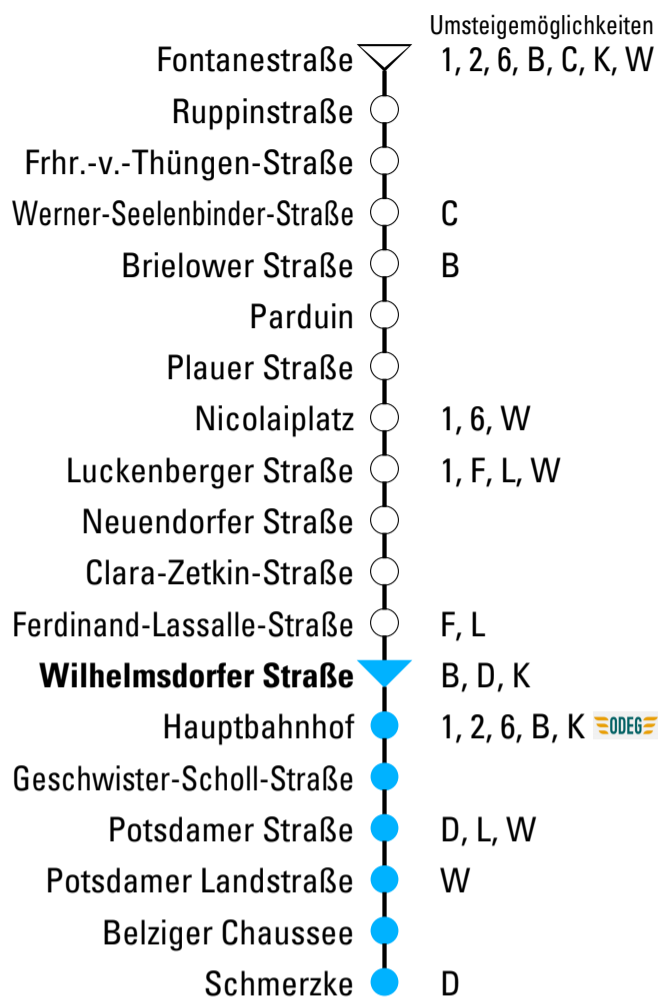 Umsteigemöglichkeiten
Fontanestraße 1, 2, 6, B, C, K, W
Ruppinstraße
Frhr.-v.-Thüngen-Straße
Werner-Seelenbinder-Straße C
Brielower Straße B
Parduin
Plauer Straße
Nicolaiplatz 1, 6, W
Luckenberger Straße 1, F, L, W
Neuendorfer Straße
Clara-Zetkin-Straße
Ferdinand-Lassalle-Straße F, L
Wilhelmsdorfer Straße B, D, K
Hauptbahnhof 1, 2, 6, B, K ODEG
Geschwister-Scholl-Straße
Potsdamer Straße D, L, W
Potsdamer Landstraße W
Belziger Chaussee
Schmerzke D